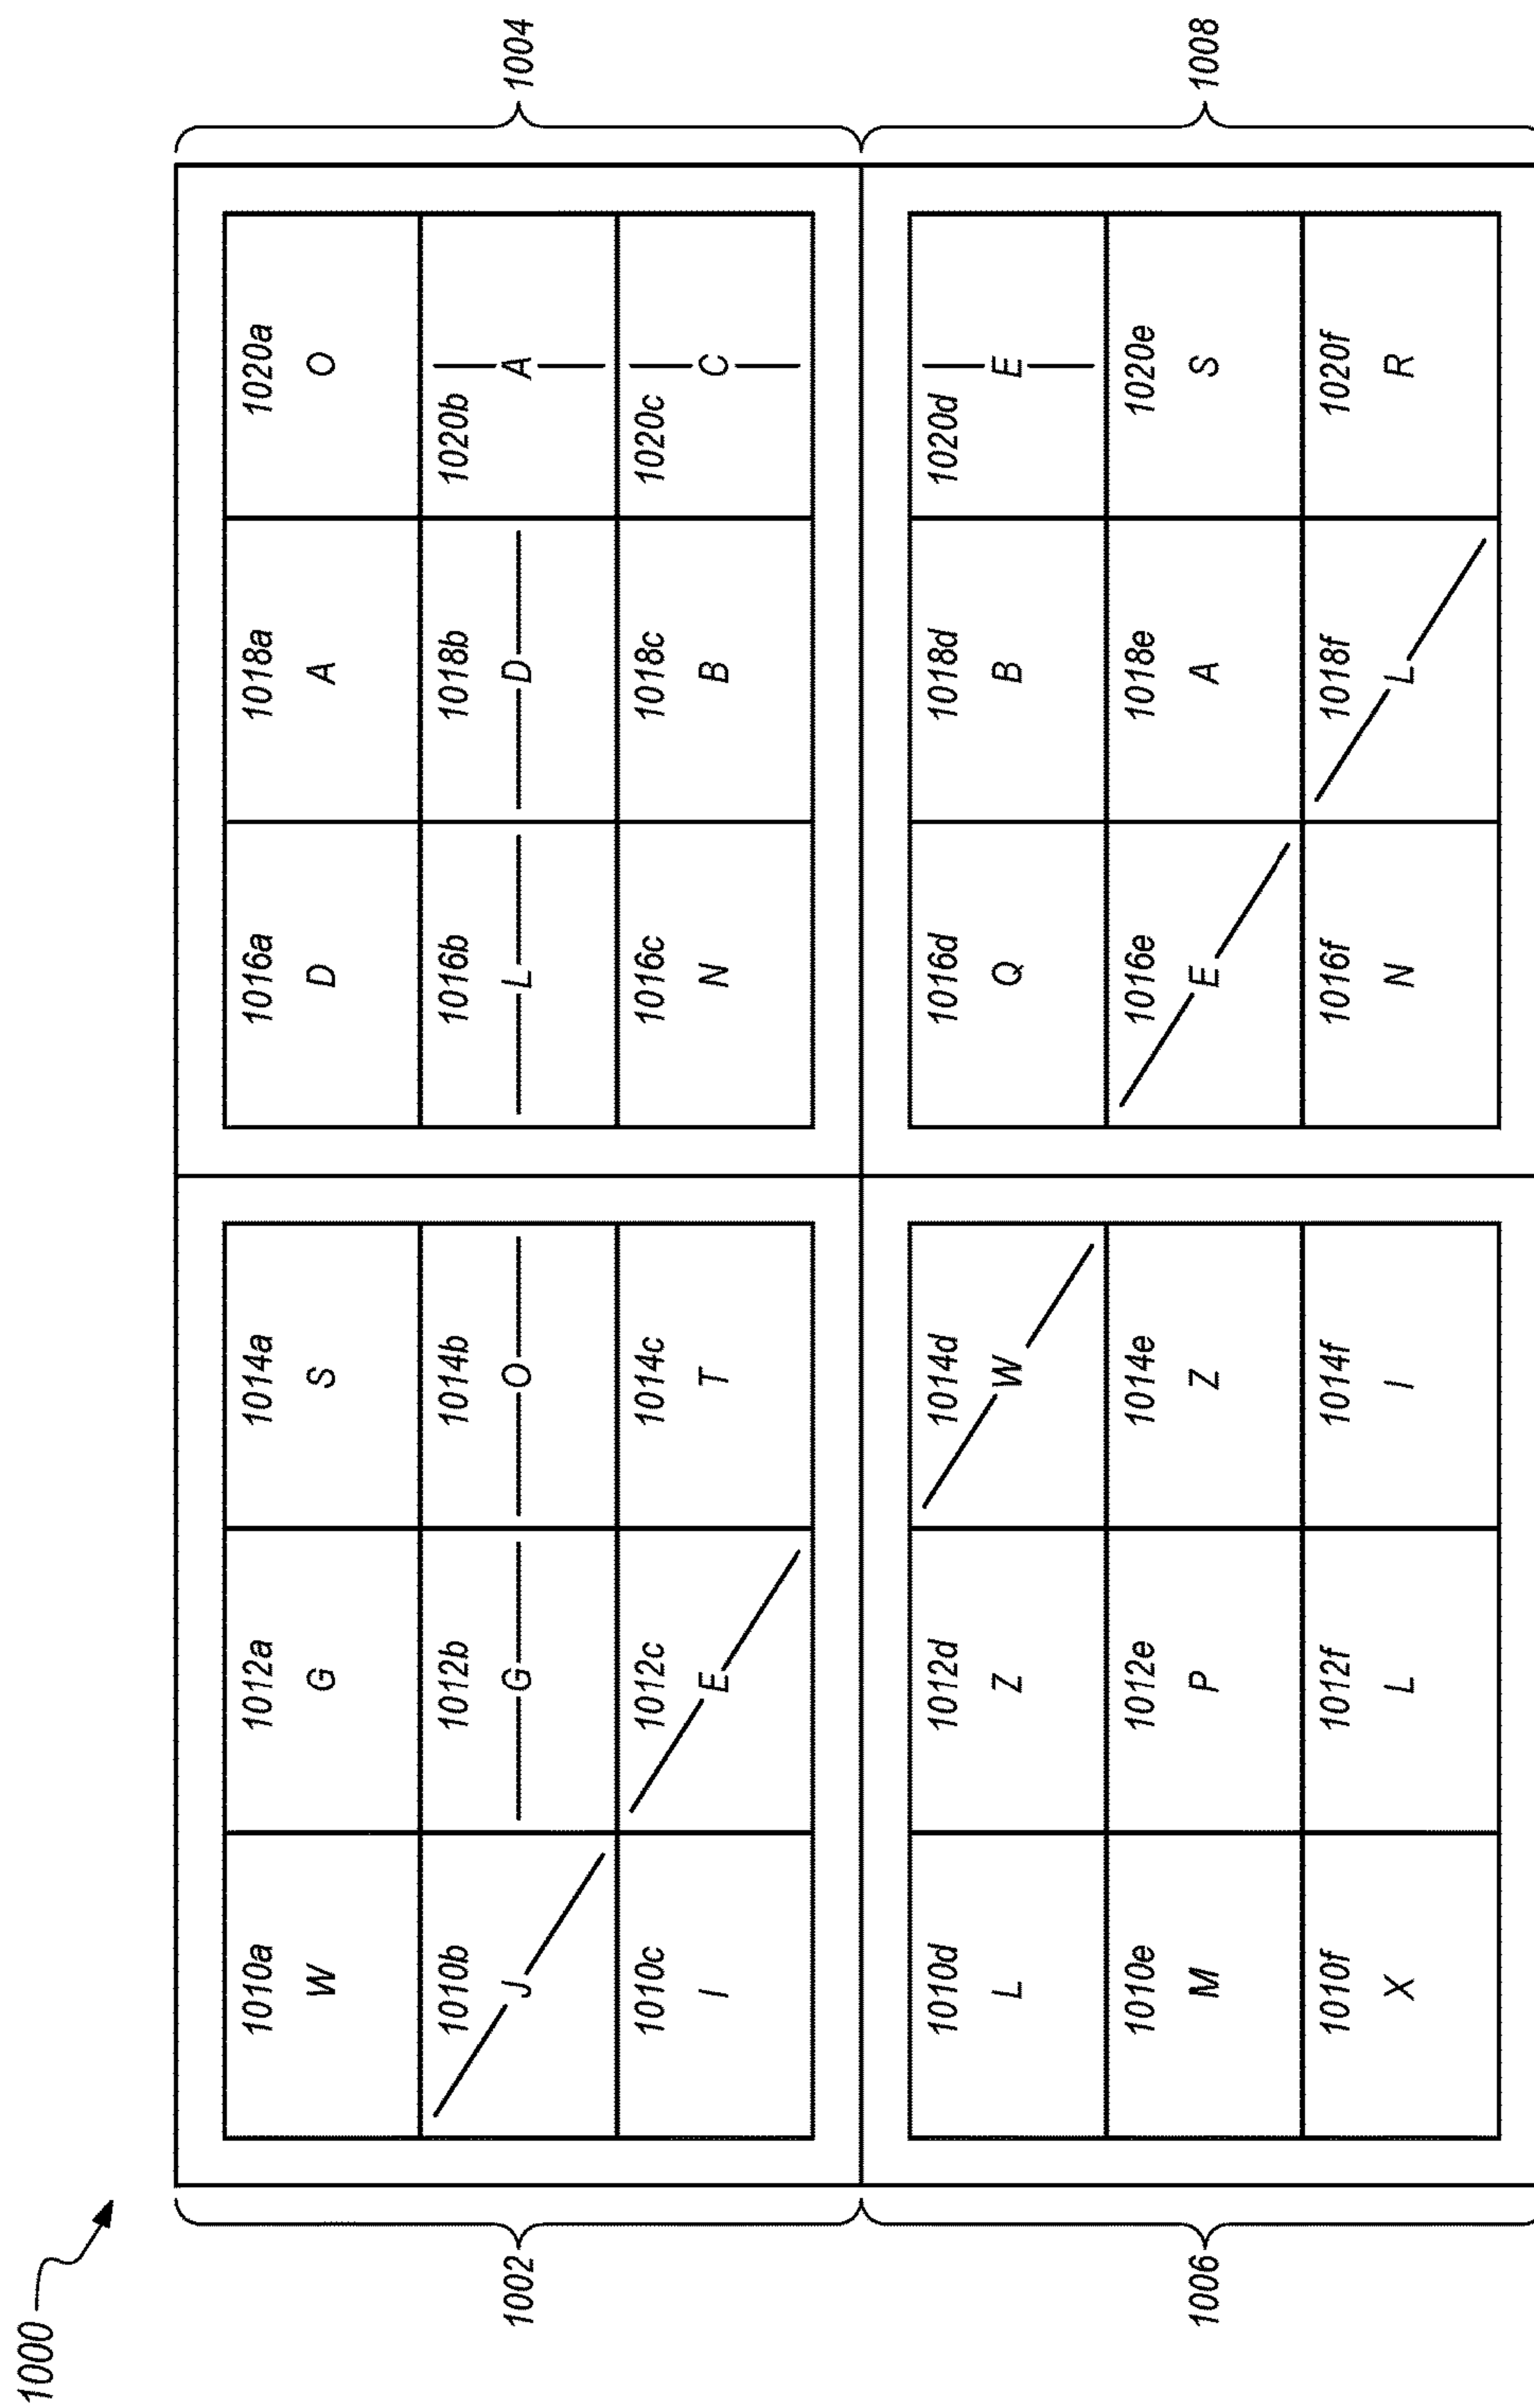 1000
1010a 1012a 1014a 1016a 1018a 1020a
W G S D A O
1010b 1012b 1014b 1016b 1018b 1020b
1002 J G O L D A 1004
1010c 1012c 1014c 1016c 1018c 1020c
I E T N B C
1010d 1012d 1014d 1016d 1018d 1020d
L Z W Q B E
1010e 1012e 1014e 1016e 1018e 1020e
1006 M P Z E A S 1008
1010f 1012f 1014f 1016f 1018f 1020f
X L I N L R